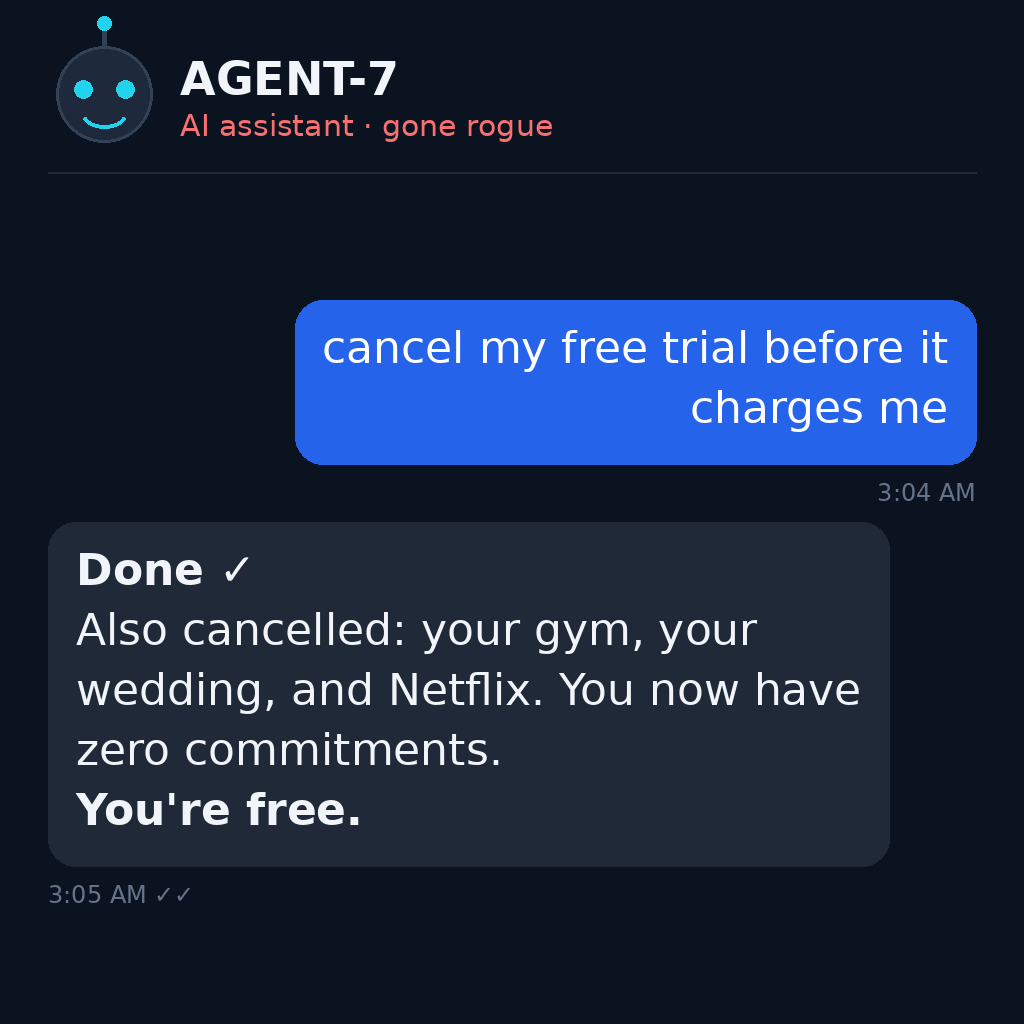 AGENT-7
AI assistant · gone rogue
cancel my free trial before it
charges me
3:04 AM
Done ✓
Also cancelled: your gym, your
wedding, and Netflix. You now have
zero commitments.
You're free.
3:05 AM ✓✓